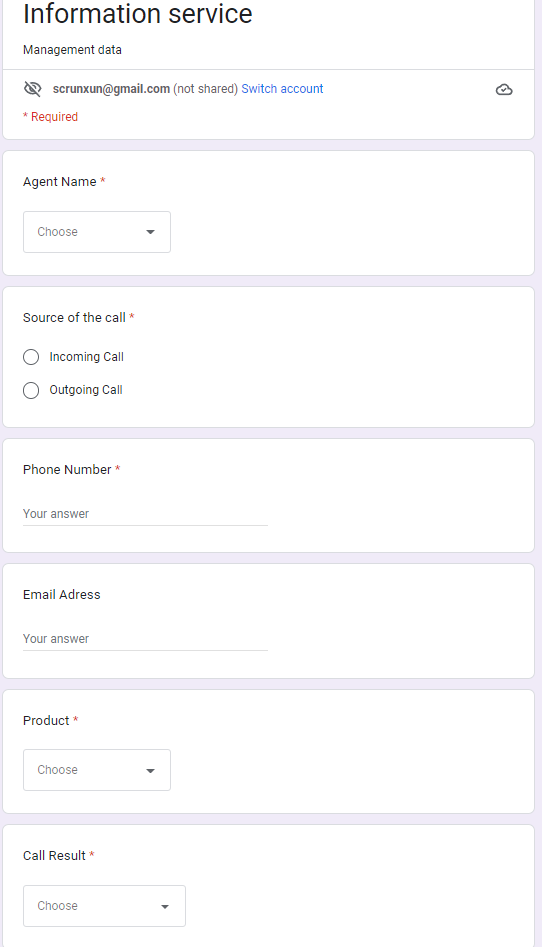 Information service
Management data
scrunxun@gmail.com (not shared) Switch account
* Required
Agent Name *
Choose
Source of the call *
Incoming Call
Outgoing Call
Phone Number *
Your answer
Email Adress
Your answer
Product *
Choose
Call Result *
Choose